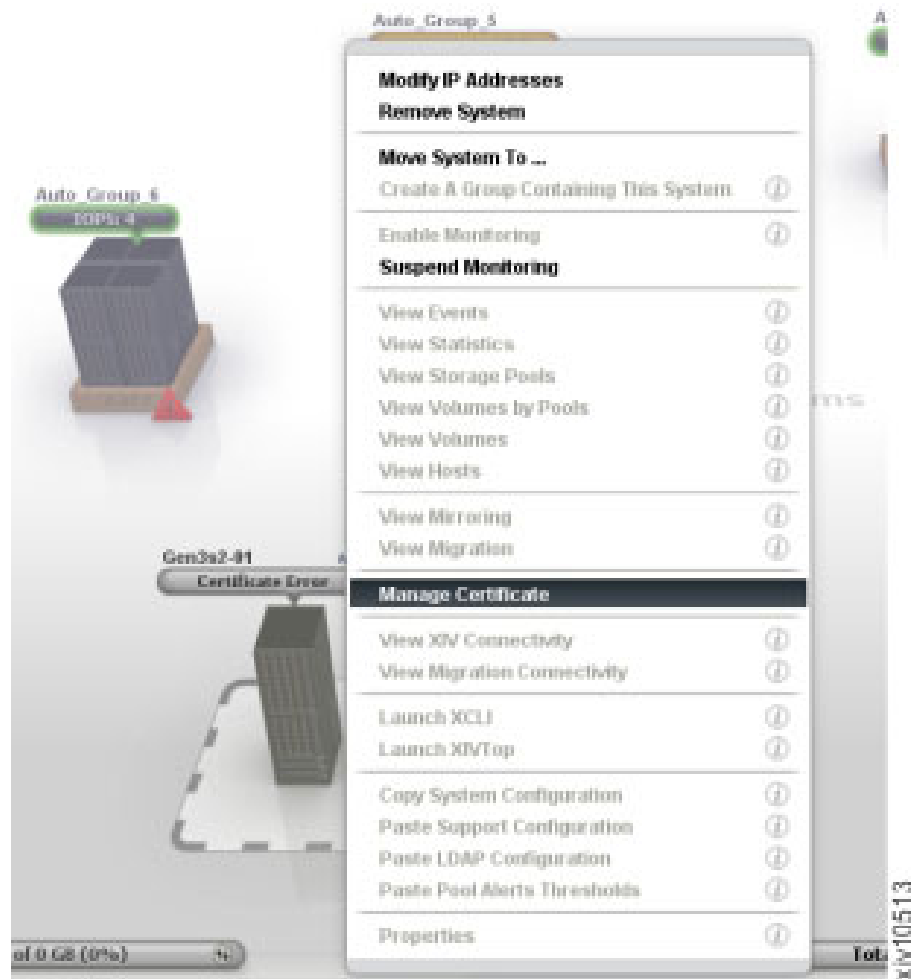 Auto_Group_5
A
Modify IP Addresses
Remove System
Move System To ...
Create A Group Containing This System
Auto_Group_6
IOPS: 4
Enable Monitoring
Suspend Monitoring
View Events
View Statistics
View Storage Pools
View Volumes by Pools
ms
View Volumes
View Hosts
View Mirroring
View Migration
Gen3s2-01
Certificate Error
Manage Certificate
View XIV Connectivity
View Migration Connectivity
Launch XCLI
Launch XIVTop
Copy System Configuration
Paste Support Configuration
Paste LDAP Configuration
Paste Pool Alerts Thresholds
Properties
of 0 GB (0%)
Tot
xiv10513